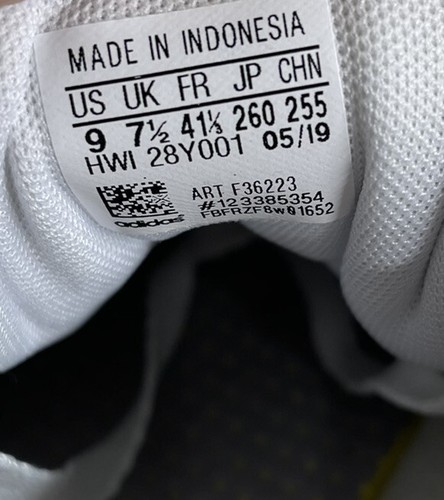 MADE IN INDONESIA
US UK FR JP CHN
9 7½ 41⅓ 260 255
HWI 28Y001 05/19
ART F36223
#123385354
FBFRZF8W01652
adidas